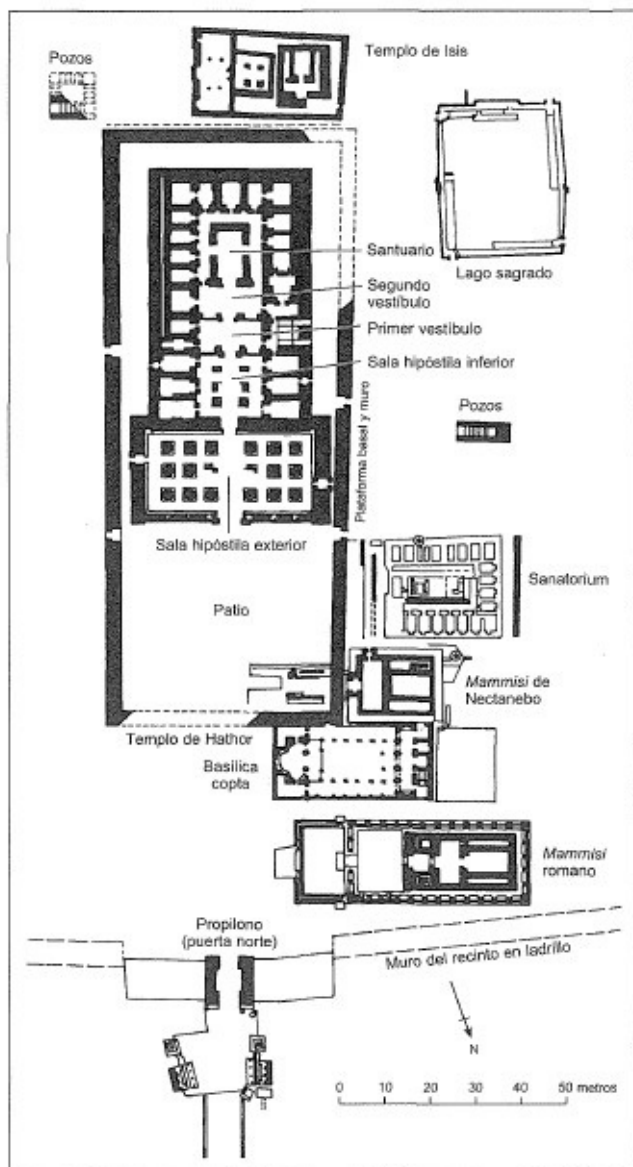 Pozos
Templo de Isis
Lago sagrado
Santuario
Segundo
vestíbulo
Primer vestíbulo
Sala hipóstila inferior
Pozos
Plataforma basal y muro
Sala hipóstila exterior
Sanatorium
Patio
Mammisi de
Nectanebo
Templo de Hathor
Basílica
copta
Mammisi
romano
Propilono
(puerta norte)
Muro del recinto en ladrillo
N
0 10 20 30 40 50 metros